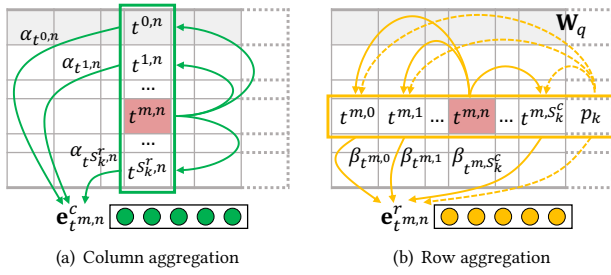 α_{t^{0,n}} t^{0,n}
α_{t^{1,n}} t^{1,n}
...
t^{m,n}
...
α_{t^{S_k^r,n}} t^{S_k^r,n}
e^c_{t^{m,n}}
(a) Column aggregation
W_q
t^{m,0} t^{m,1} ... t^{m,n} ... t^{m,S_k^c} p_k
β_{t^{m,0}} β_{t^{m,1}} β_{t^{m,S_k^c}}
e^r_{t^{m,n}}
(b) Row aggregation